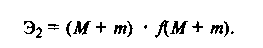 Э₂ = (M + m) · f(M + m).